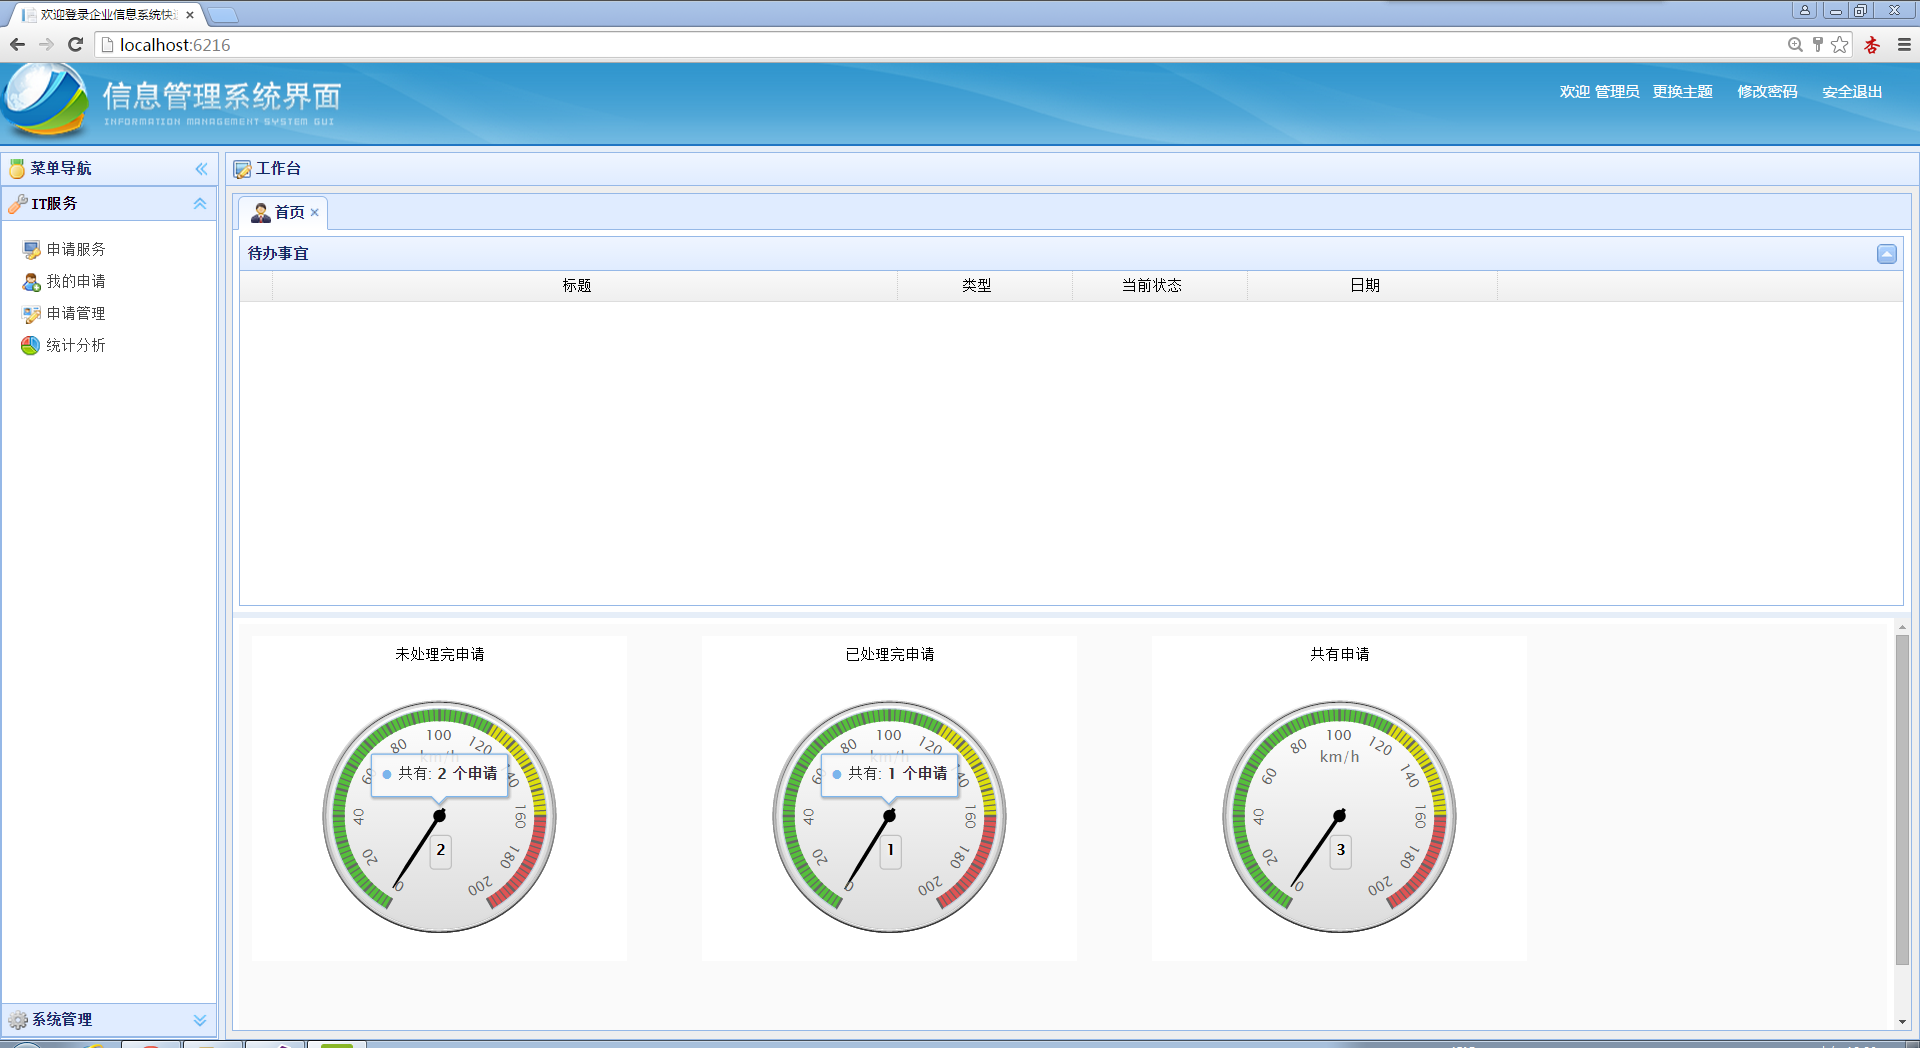 欢迎登录企业信息系统快速
localhost:6216
杏
信息管理系统界面
INFORMATION MANAGEMENT SYSTEM GUI
欢迎 管理员 更换主题 修改密码 安全退出
菜单导航
工作台
IT服务
首页
申请服务
我的申请
申请管理
统计分析
系统管理
待办事宜
标题 类型 当前状态 日期
未处理完申请
0 20 40 60 80 100 120 140 160 180 200
km/h
共有: 2 个申请
2
已处理完申请
0 20 40 60 80 100 120 140 160 180 200
km/h
共有: 1 个申请
1
共有申请
0 20 40 60 80 100 120 140 160 180 200
km/h
3